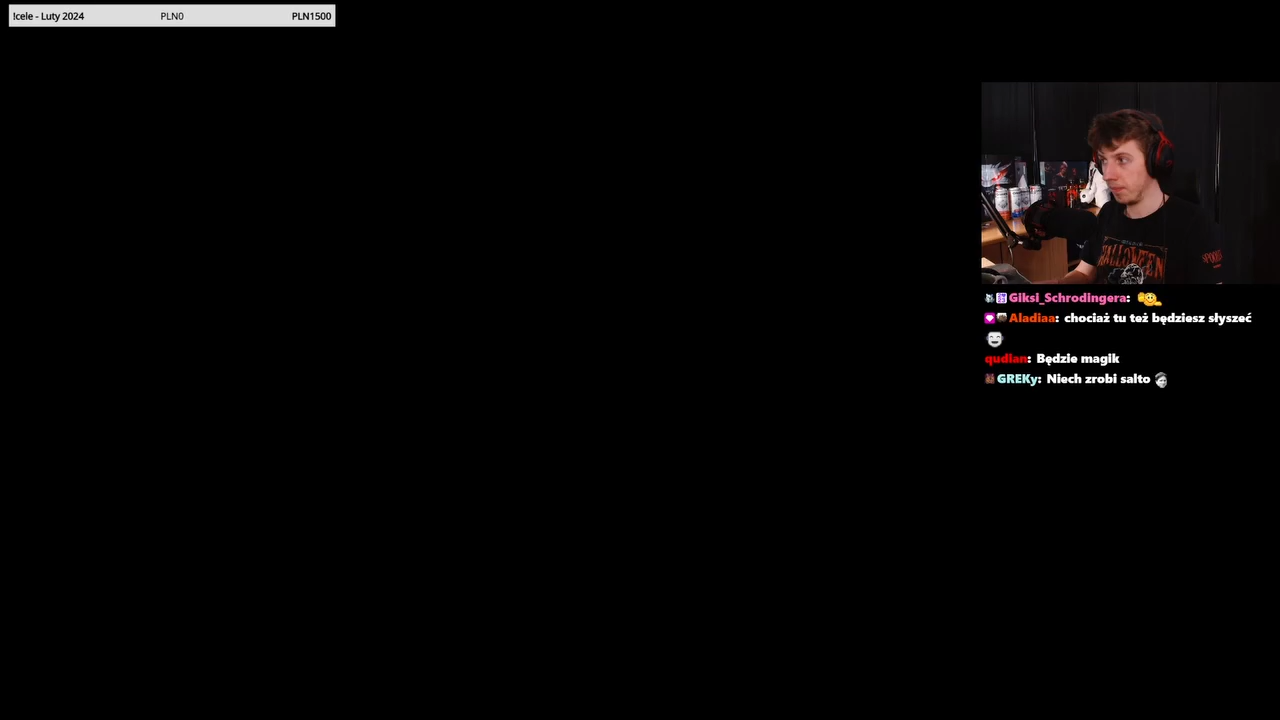 !cele - Luty 2024 PLN0 PLN1500
HALLOWEEN
Giksi_Schrodingera:
Aladiaa: chociaż tu też będziesz słyszeć
qudian: Będzie magik
GREKy: Niech zrobi salto